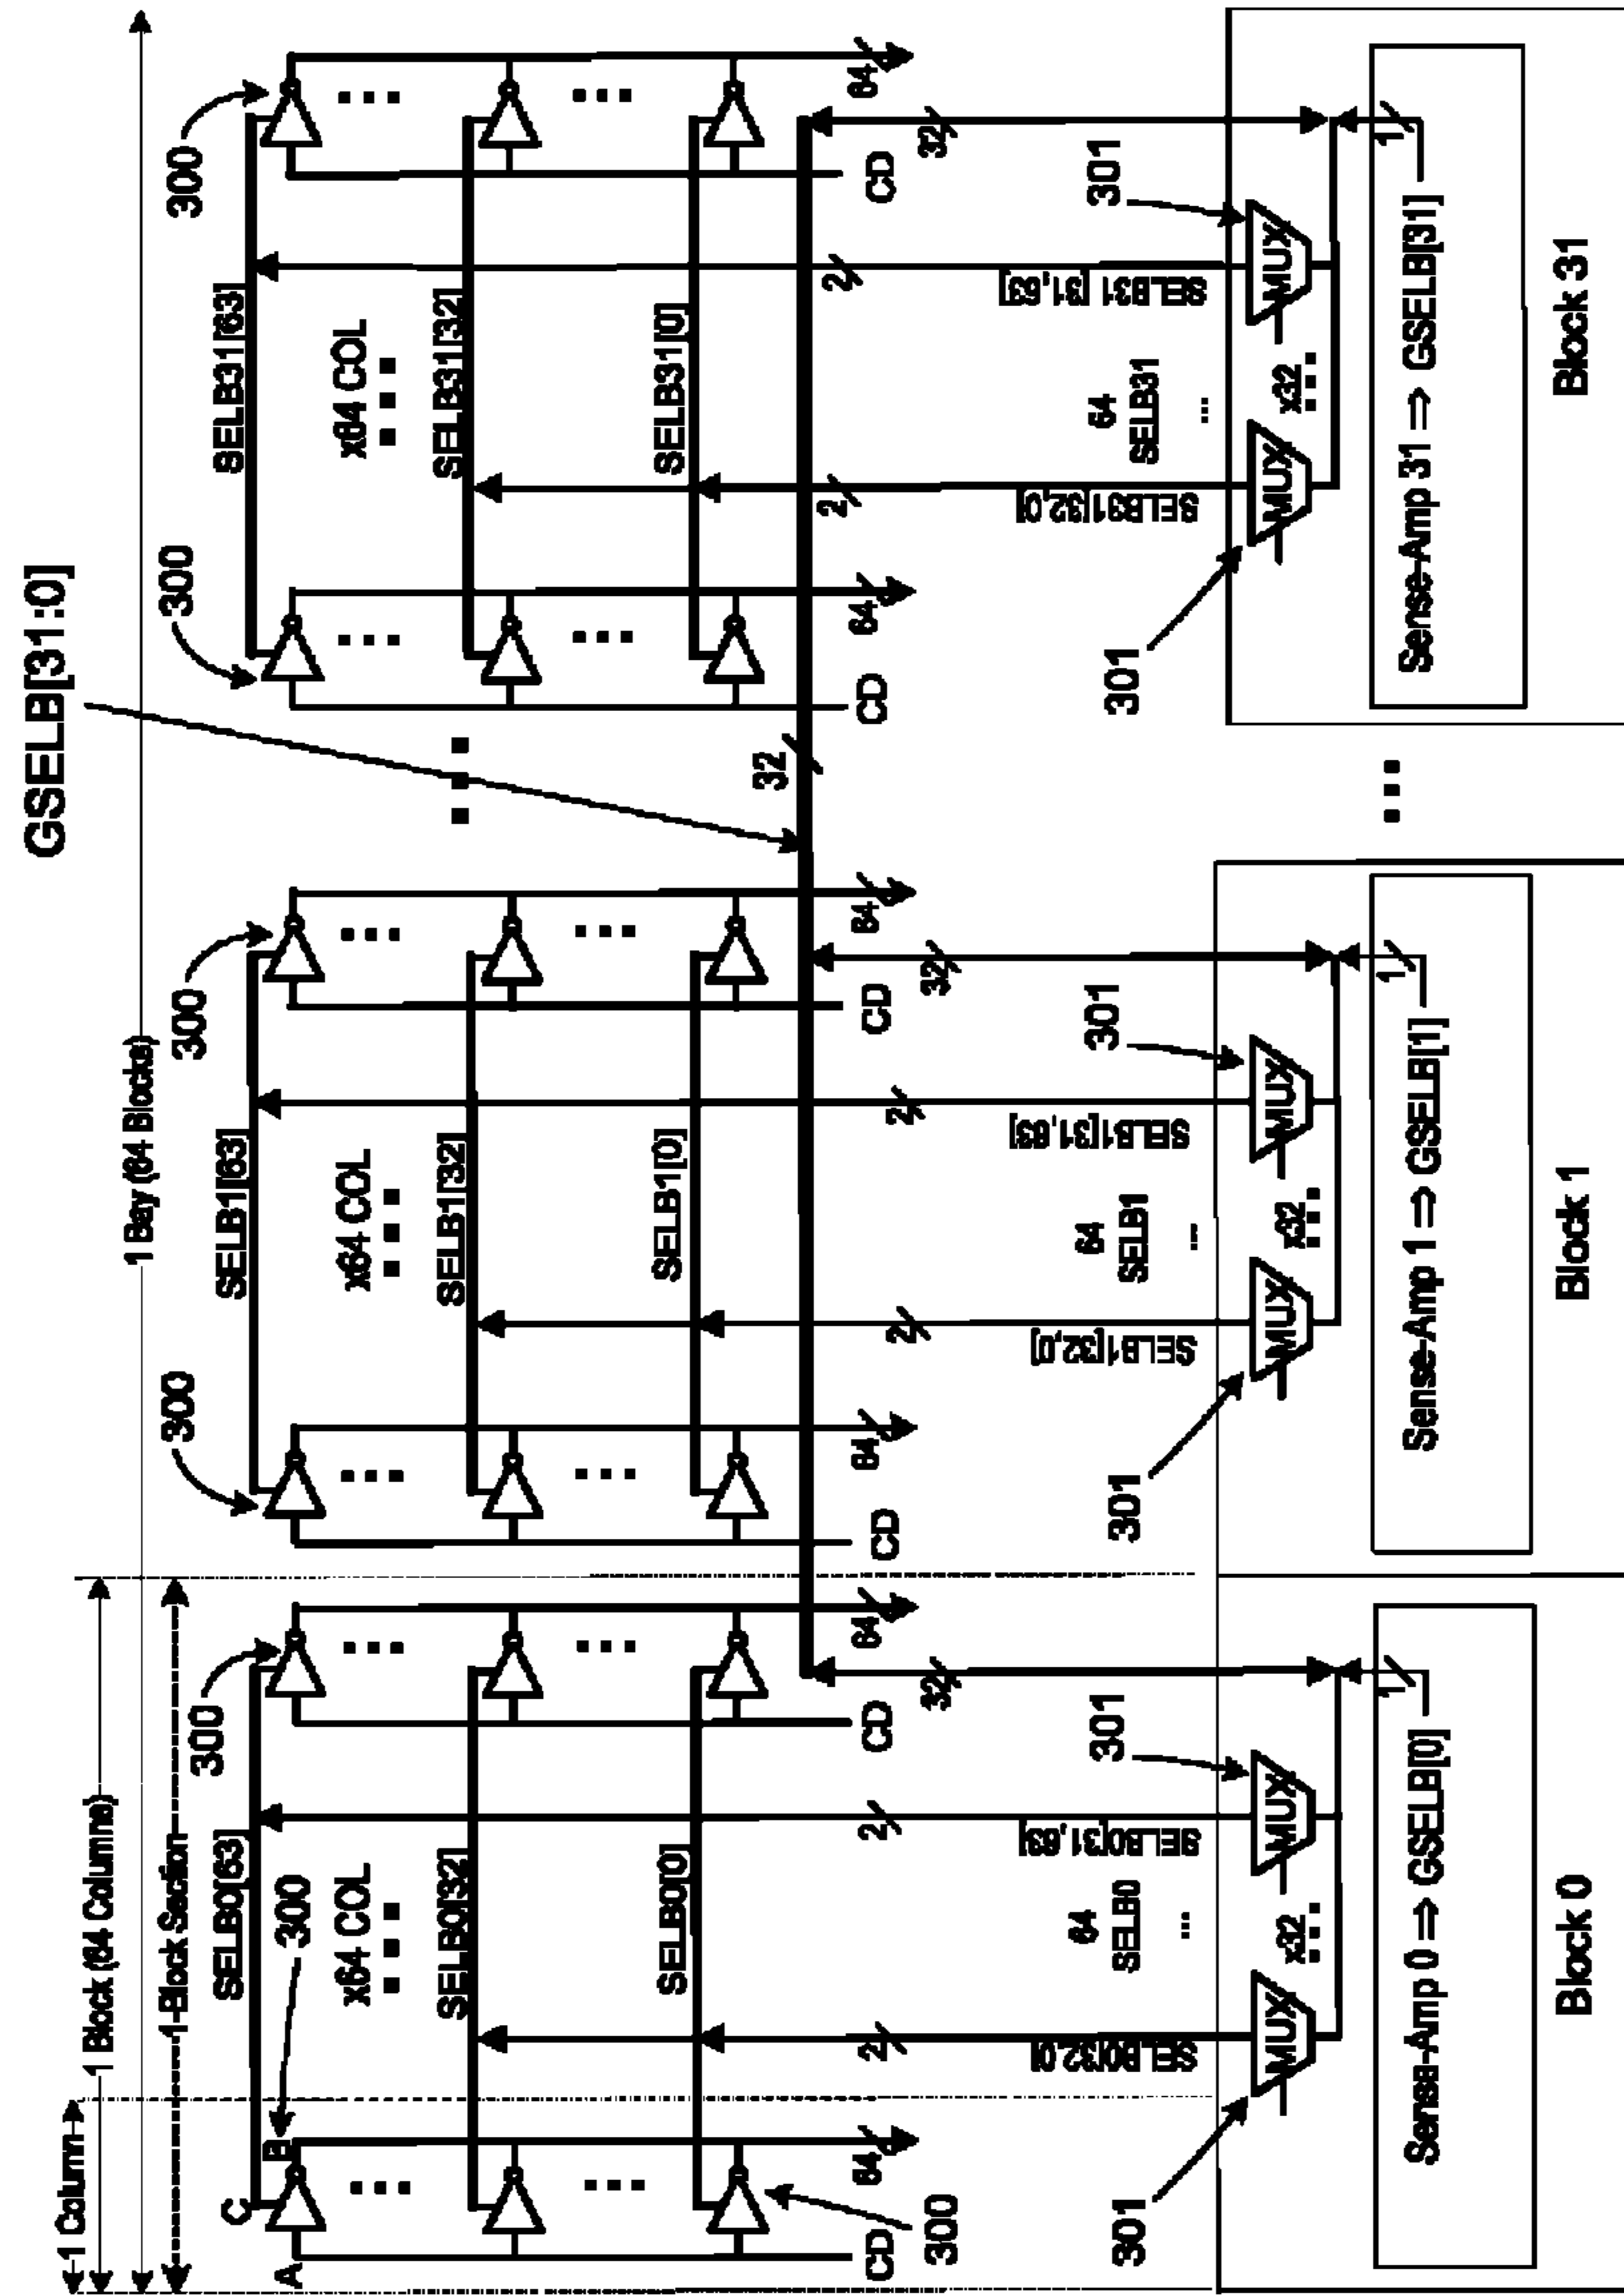 GSELB[31:0]
1 Column
1 Block (64 Columns)
1 Bay (64 Blocks)
1 Block Section
C
A
B
300
300
300
300
300
300
300
300
SELB0[63]
x64 COL
SELB0[32]
SELB0[0]
SELB1[63]
x64 COL
SELB1[32]
SELB1[0]
SELB31[63]
x64 COL
SELB31[32]
SELB31[0]
32
CD
64
CD
64
CD
64
CD
64
CD
64
CD
64
2
2
32
2
2
32
2
2
32
SELB0[32,0]
64
SELB0
SELB0[31,63]
SELB1[32,0]
64
SELB1
SELB1[31,63]
SELB31[32,0]
64
SELB31
SELB31 [31,63]
301
301
301
301
301
301
MUX
x32
MUX
MUX
x32
MUX
MUX
x32
MUX
1
1
1
Sense-Amp 0 => GSELB[0]
Sense-Amp 1 => GSELB[1]
Sense-Amp 31 => GSELB[31]
Block 0
Block 1
Block 31